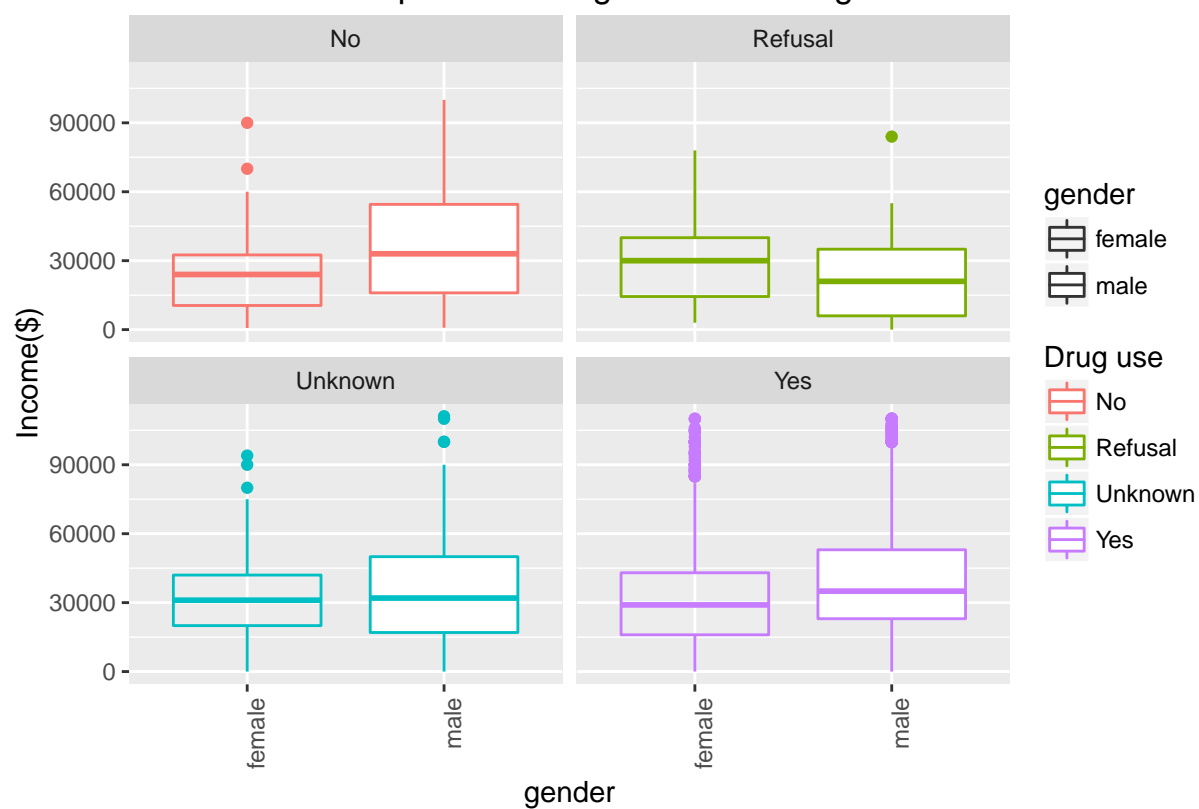 No
Refusal
90000
60000
30000
0
Unknown
Yes
90000
60000
30000
0
Income($)
female
male
female
male
gender
gender
female
male
Drug use
No
Refusal
Unknown
Yes